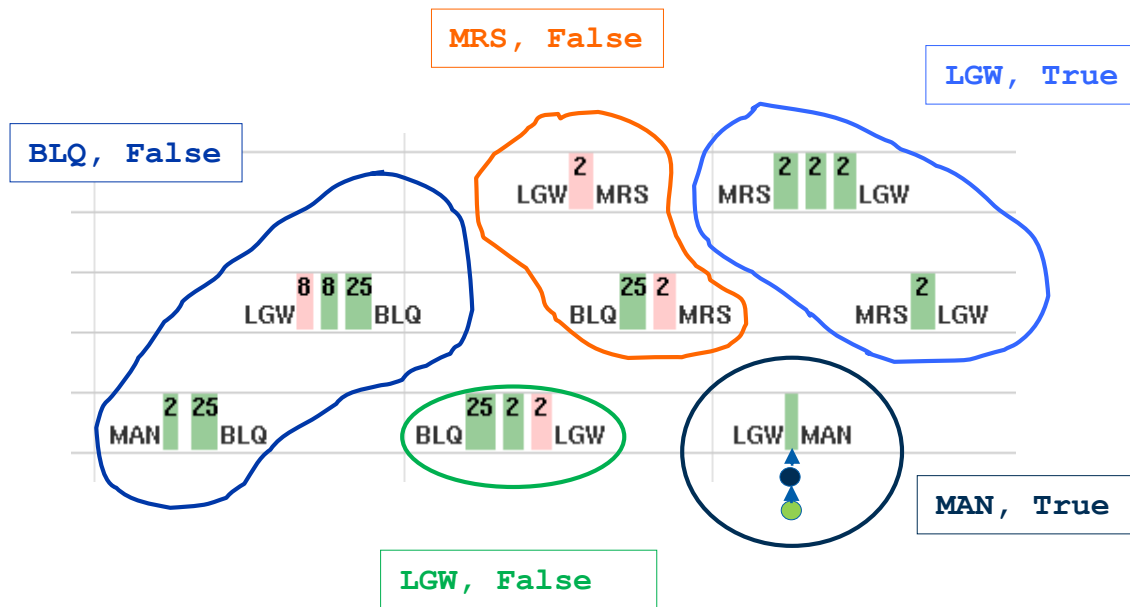 MRS, False
LGW, True
BLQ, False
LGW 2 MRS
MRS 2 2 2 LGW
LGW 8 8 25 BLQ
BLQ 25 2 MRS
MRS 2 LGW
MAN 2 25 BLQ
BLQ 25 2 2 LGW
LGW MAN
MAN, True
LGW, False